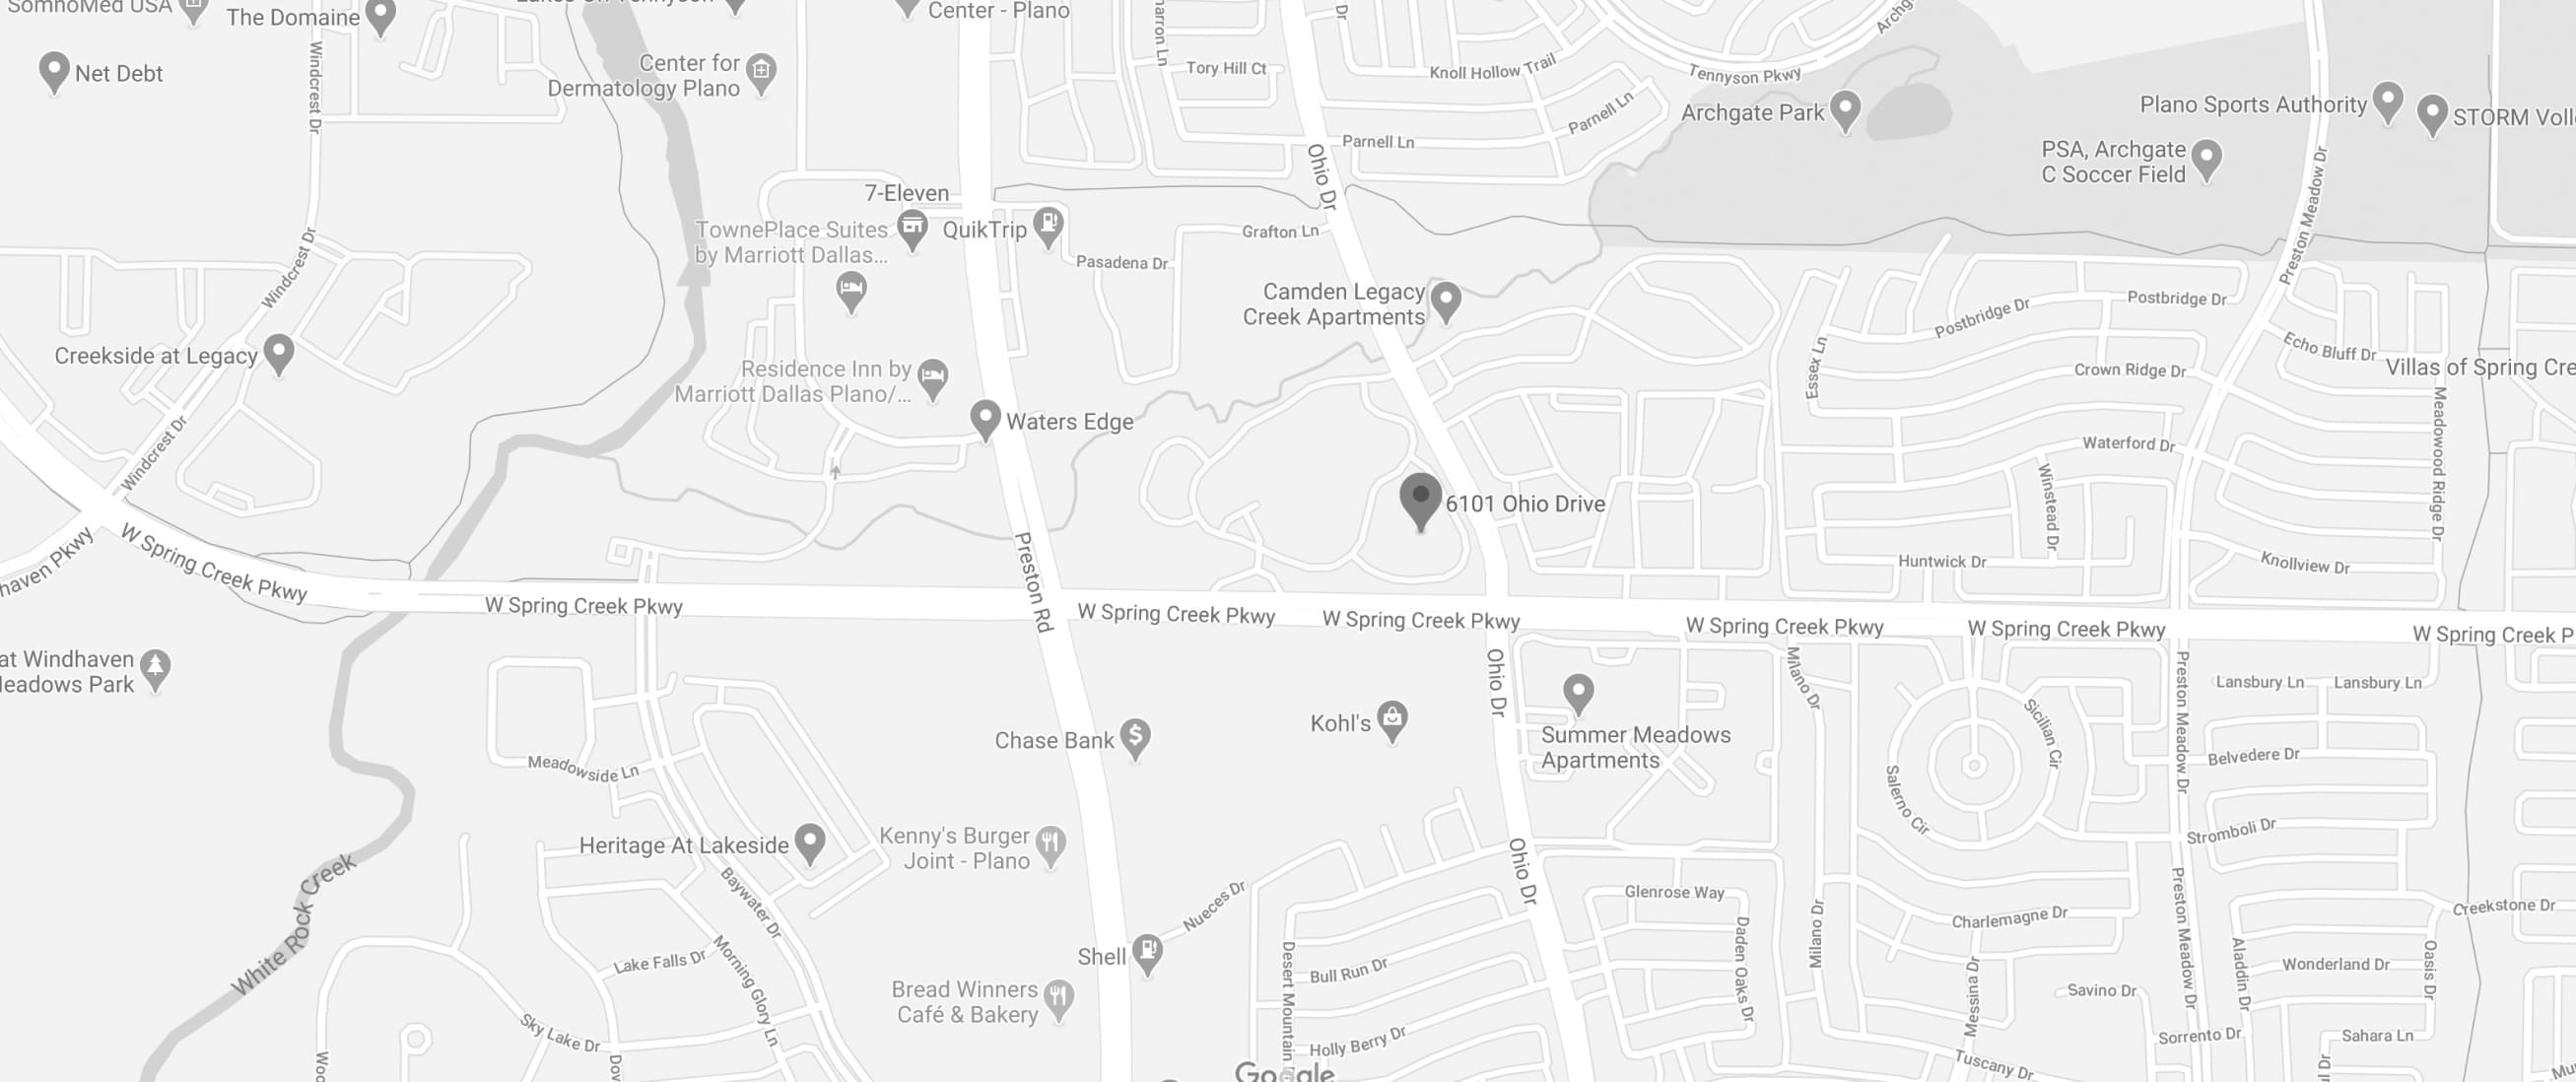 SomnoMed USA
The Domaine
Center - Plano
Net Debt
Windcrest Dr
Center for
Dermatology Plano
Tory Hill Ct
Dr
Knoll Hollow Trail
Tennyson Pkwy
Parnell Ln
Parnell Ln
Archgate Park
Plano Sports Authority
STORM Volle
PSA, Archgate
C Soccer Field
Ohio Dr
Preston Meadow Dr
7-Eleven
TownePlace Suites
by Marriott Dallas...
QuikTrip
Grafton Ln
Pasadena Dr
Windcrest Dr
Camden Legacy
Creek Apartments
Postbridge Dr
Postbridge Dr
Creekside at Legacy
Residence Inn by
Marriott Dallas Plano/...
Essex Ln
Echo Bluff Dr
Crown Ridge Dr
Villas of Spring Cre
Waters Edge
Windcrest Dr
Waterford Dr
Meadowood Ridge Dr
Winstead Dr
6101 Ohio Drive
haven Pkwy
W Spring Creek Pkwy
Preston Rd
Huntwick Dr
Knollview Dr
W Spring Creek Pkwy
W Spring Creek Pkwy
W Spring Creek Pkwy
W Spring Creek Pkwy
W Spring Creek Pkwy
W Spring Creek P
at Windhaven
Meadows Park
Ohio Dr
Milano Dr
Preston Meadow Dr
Lansbury Ln
Lansbury Ln
Sicilian Cir
Kohl's
Chase Bank
Summer Meadows
Apartments
Meadowside Ln
Belvedere Dr
Salerno Cir
Stromboli Dr
Heritage At Lakeside
Kenny's Burger
Joint - Plano
Ohio Dr
White Rock Creek
Baywater Dr
Nueces Dr
Glenrose Way
Daden Oaks Dr
Milano Dr
Charlemagne Dr
Preston Meadow Dr
Creekstone Dr
Lake Falls Dr
Morning Glory Ln
Shell
Desert Mountain
Bull Run Dr
Messina Dr
Aladdin Dr
Wonderland Dr
Oasis Dr
Bread Winners
Café & Bakery
Savino Dr
Sky Lake Dr
Holly Berry Dr
Sorrento Dr
Sahara Ln
Tuscany Dr
Google